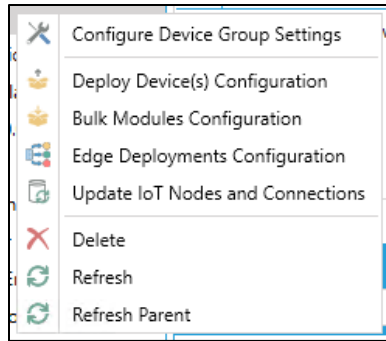 Configure Device Group Settings
Deploy Device(s) Configuration
Bulk Modules Configuration
Edge Deployments Configuration
Update IoT Nodes and Connections
Delete
Refresh
Refresh Parent